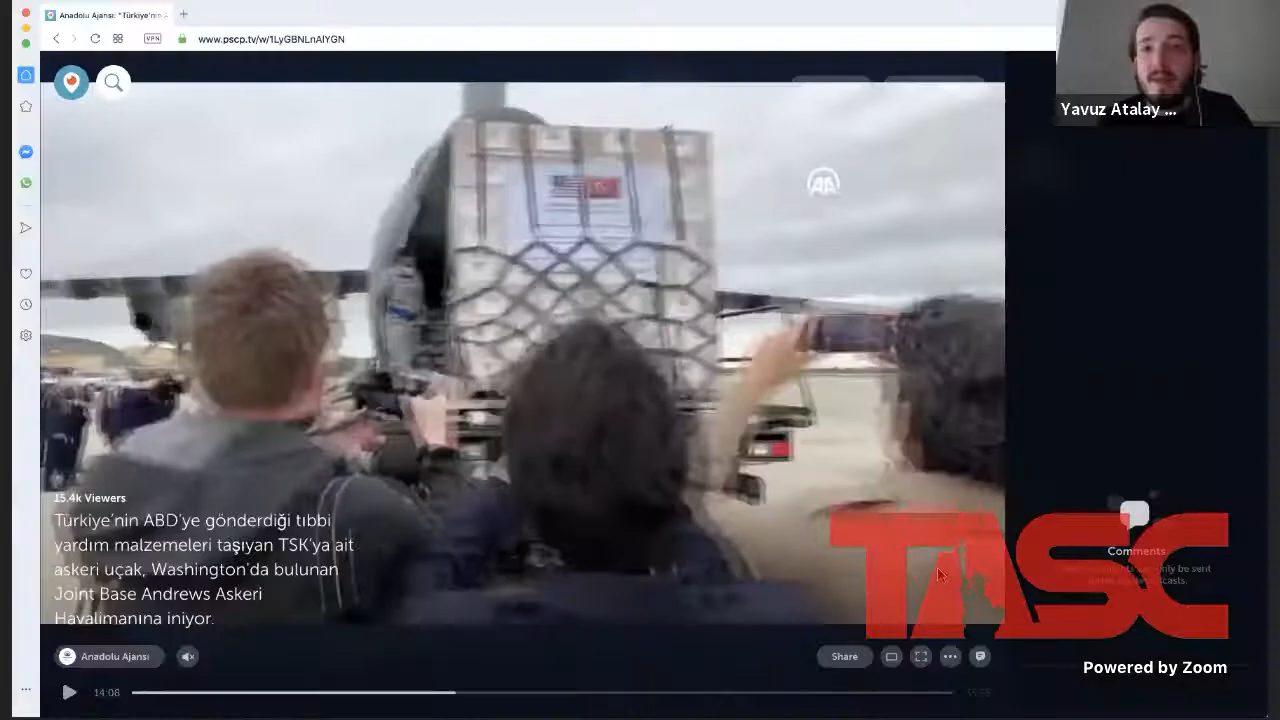 Anadolu Ajansı: "Türkiye'nin
VPN
www.pscp.tv/w/1LyGBNLnAlYGN
Yavuz Atalay ...
AA
15.4k Viewers
Türkiye'nin ABD'ye gönderdiği tıbbi
yardım malzemeleri taşıyan TSK'ya ait
askeri uçak, Washington'da bulunan
Joint Base Andrews Askeri
Havalimanına iniyor.
Comments
be sent
TASC
Anadolu Ajansı
Share
Powered by Zoom
14:08